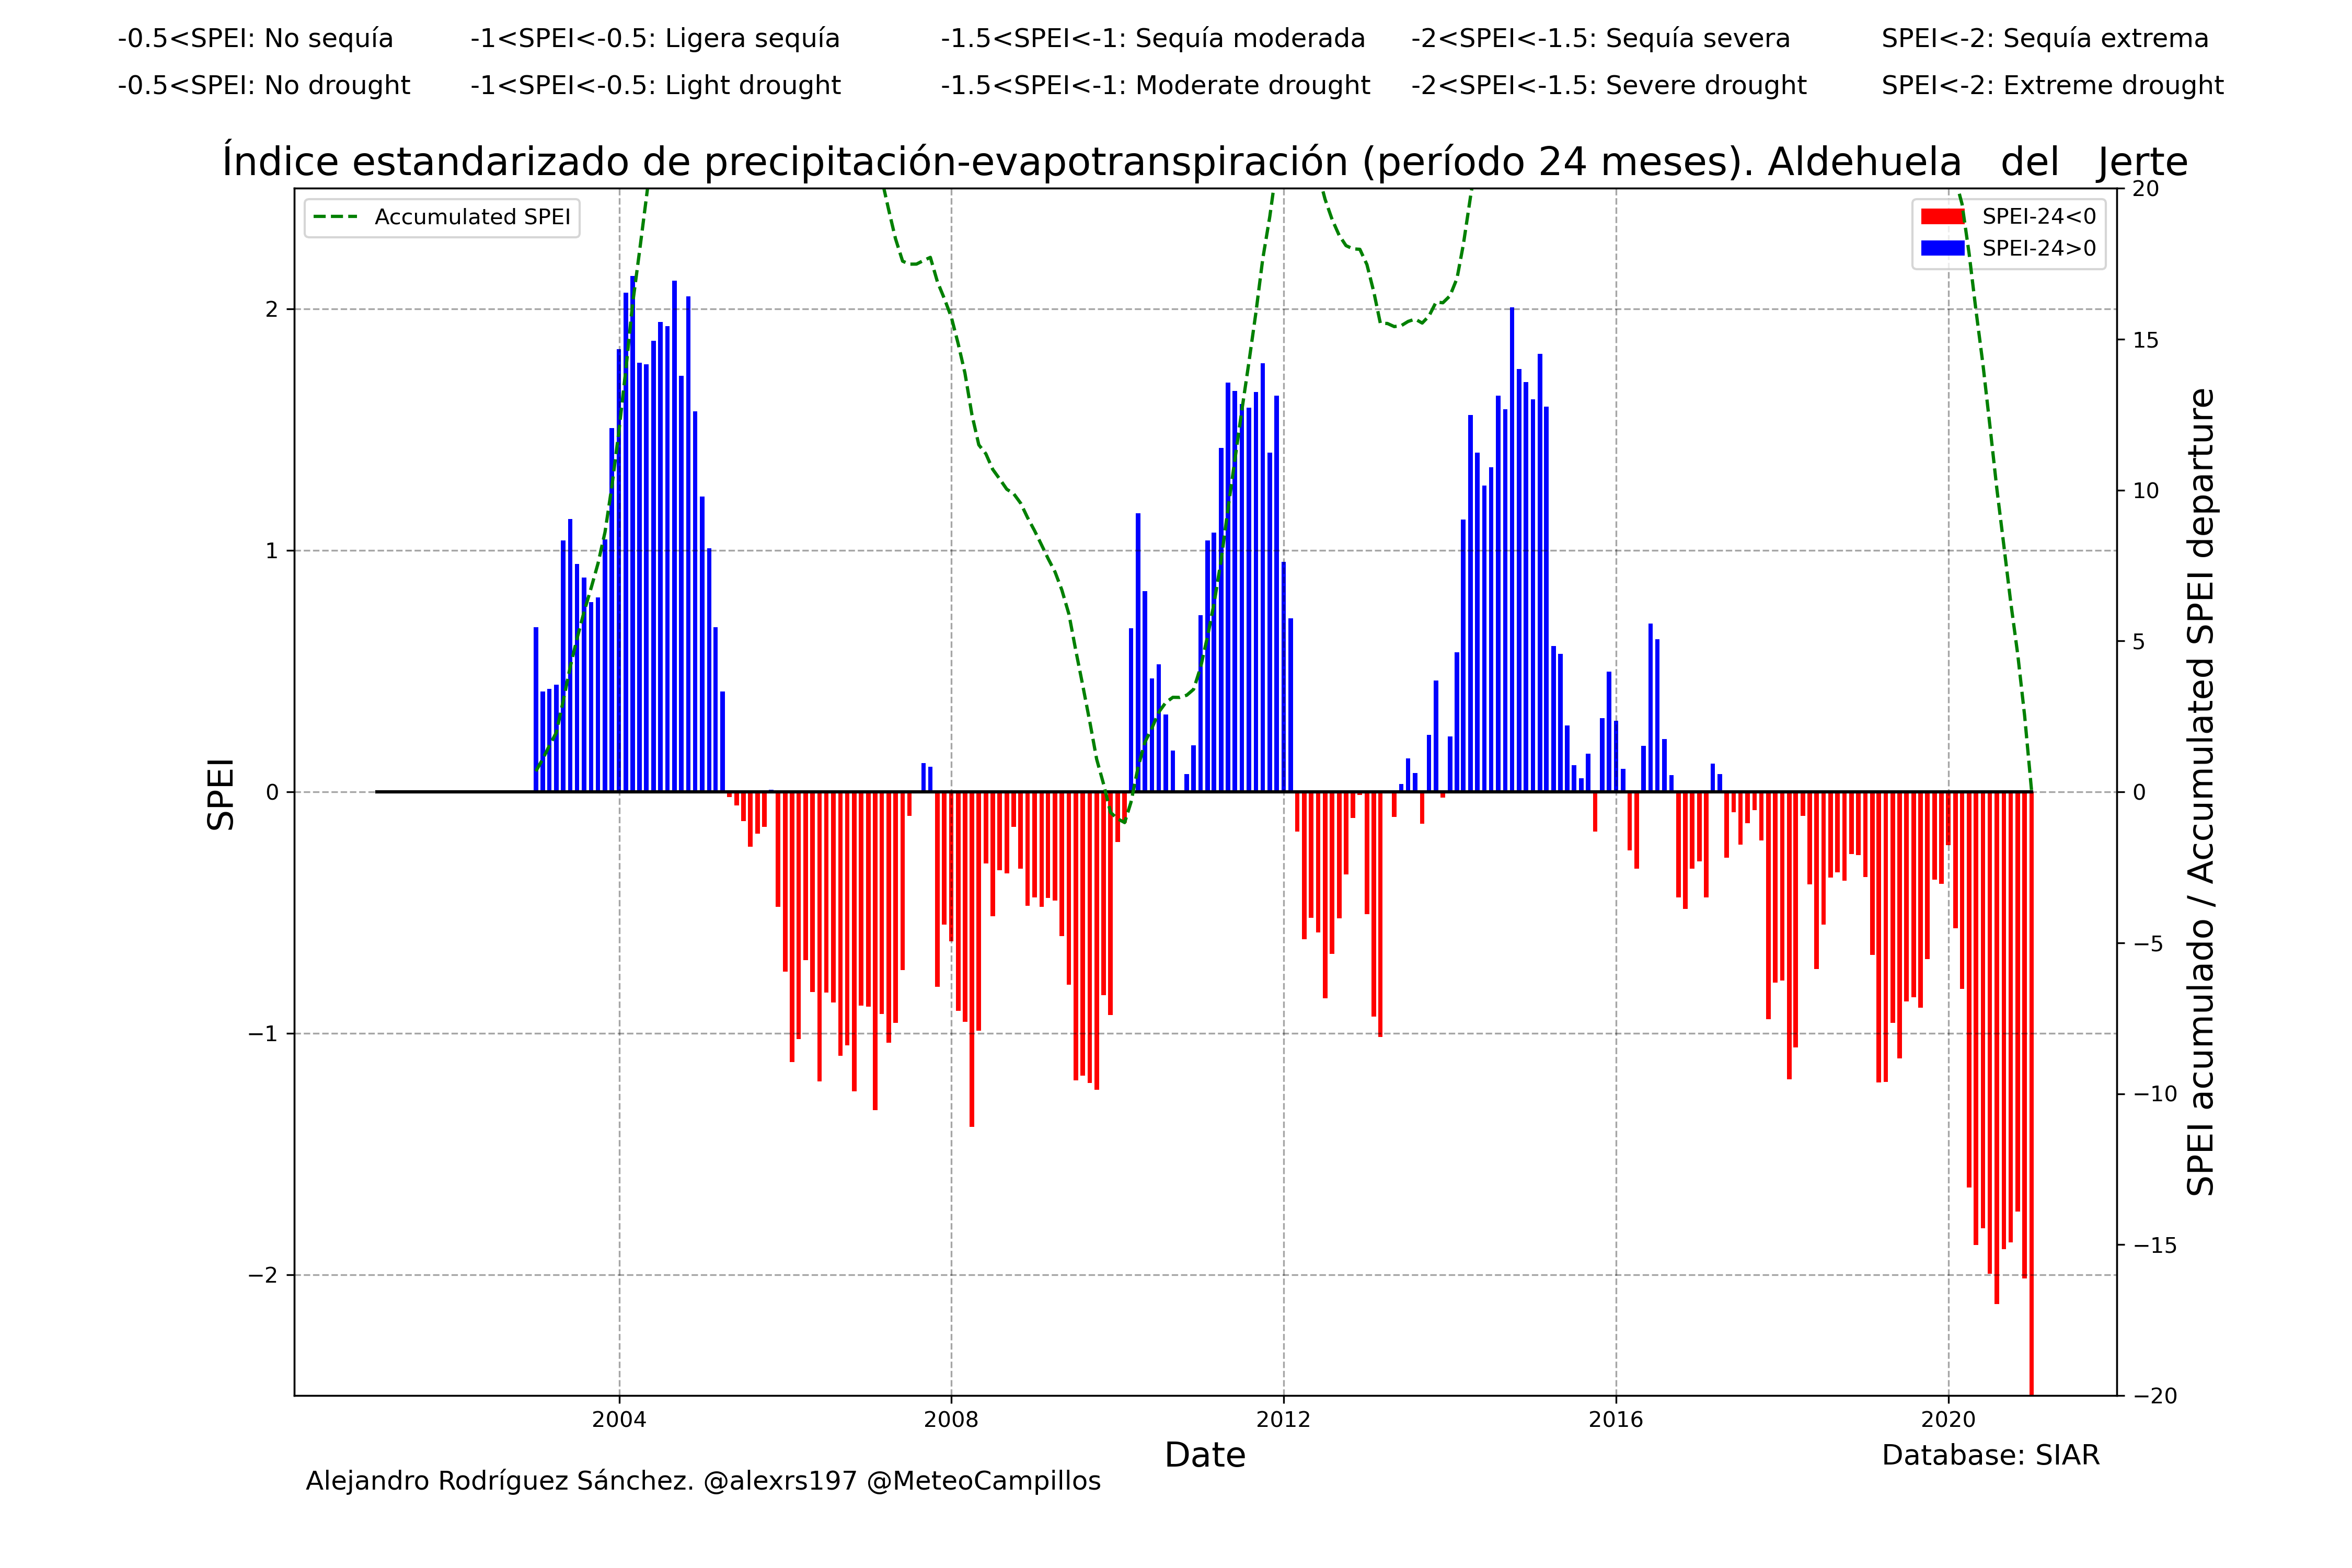 -0.5<SPEI: No sequía -1<SPEI<-0.5: Ligera sequía -1.5<SPEI<-1: Sequía moderada -2<SPEI<-1.5: Sequía severa SPEI<-2: Sequía extrema
-0.5<SPEI: No drought -1<SPEI<-0.5: Light drought -1.5<SPEI<-1: Moderate drought -2<SPEI<-1.5: Severe drought SPEI<-2: Extreme drought
Índice estandarizado de precipitación-evapotranspiración (período 24 meses). Aldehuela del Jerte
Accumulated SPEI
SPEI-24<0
SPEI-24>0
SPEI
2
1
0
−1
−2
20
15
10
5
0
−5
−10
−15
−20
SPEI acumulado / Accumulated SPEI departure
2004 2008 2012 2016 2020
Date
Database: SIAR
Alejandro Rodríguez Sánchez. @alexrs197 @MeteoCampillos